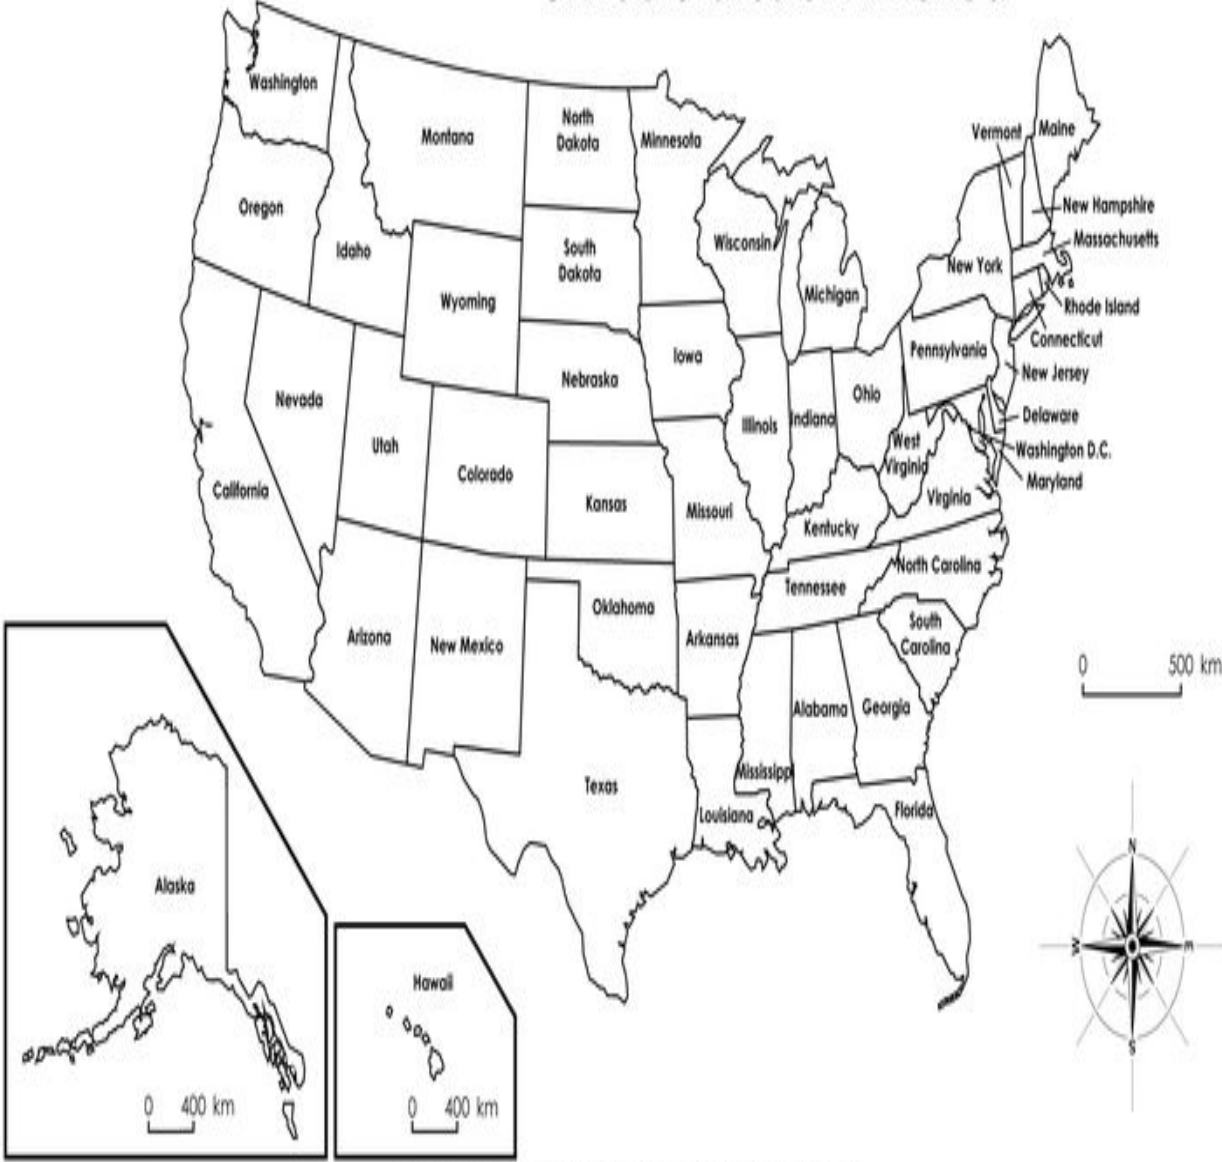 Washington
Montana
North
Dakota
Minnesota
Vermont
Maine
Oregon
Idaho
South
Dakota
Wisconsin
New Hampshire
Massachusetts
New York
Wyoming
Michigan
Rhode Island
Connecticut
Iowa
Pennsylvania
New Jersey
Nebraska
Nevada
Utah
Colorado
Illinois
Indiana
Ohio
Delaware
West
Virginia
Washington D.C.
Maryland
California
Kansas
Missouri
Kentucky
Virginia
Arizona
New Mexico
Oklahoma
Arkansas
Tennessee
North Carolina
South
Carolina
0 500 km
Texas
Louisiana
Mississippi
Alabama
Georgia
Florida
N
W E
S
Alaska
0 400 km
Hawaii
0 400 km